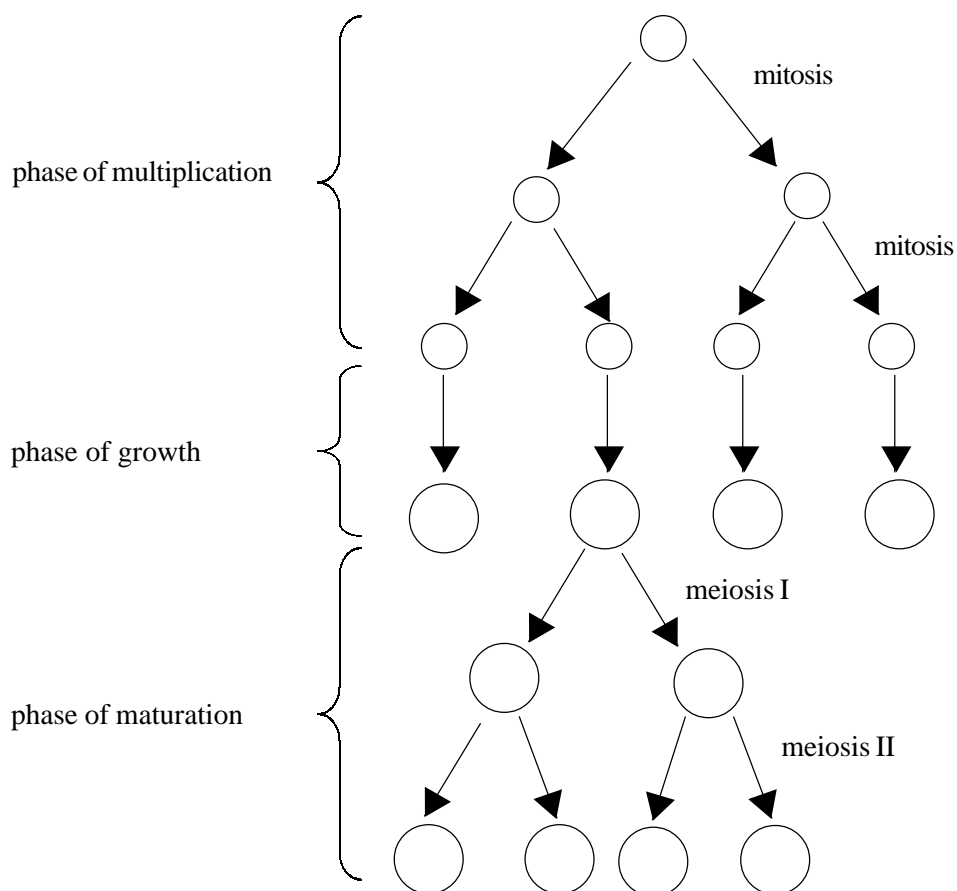 mitosis
phase of multiplication
mitosis
phase of growth
meiosis I
phase of maturation
meiosis II